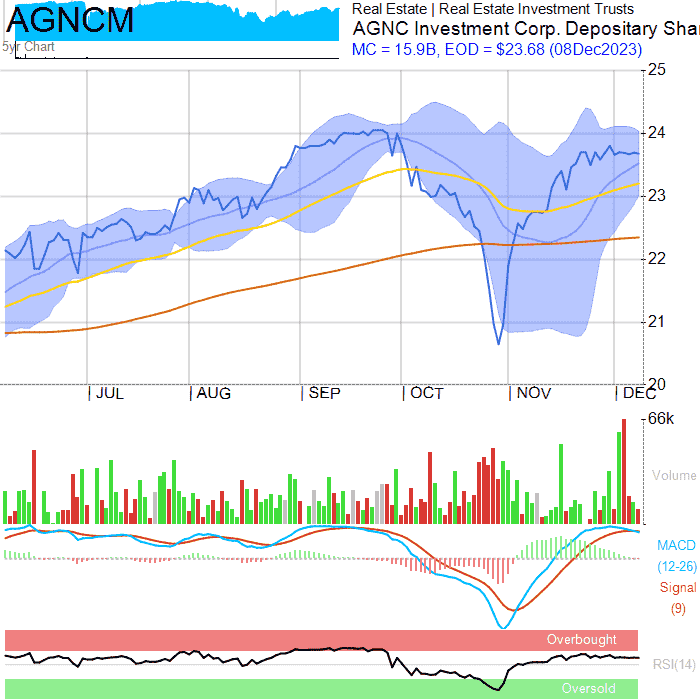 AGNCM
5yr Chart
Real Estate | Real Estate Investment Trusts
AGNC Investment Corp. Depositary Shar
MC = 15.9B, EOD = $23.68 (08Dec2023)
25
24
23
22
21
20
JUL AUG SEP OCT NOV DEC
66k
Volume
MACD
(12-26)
Signal
(9)
Overbought
RSI(14)
Oversold